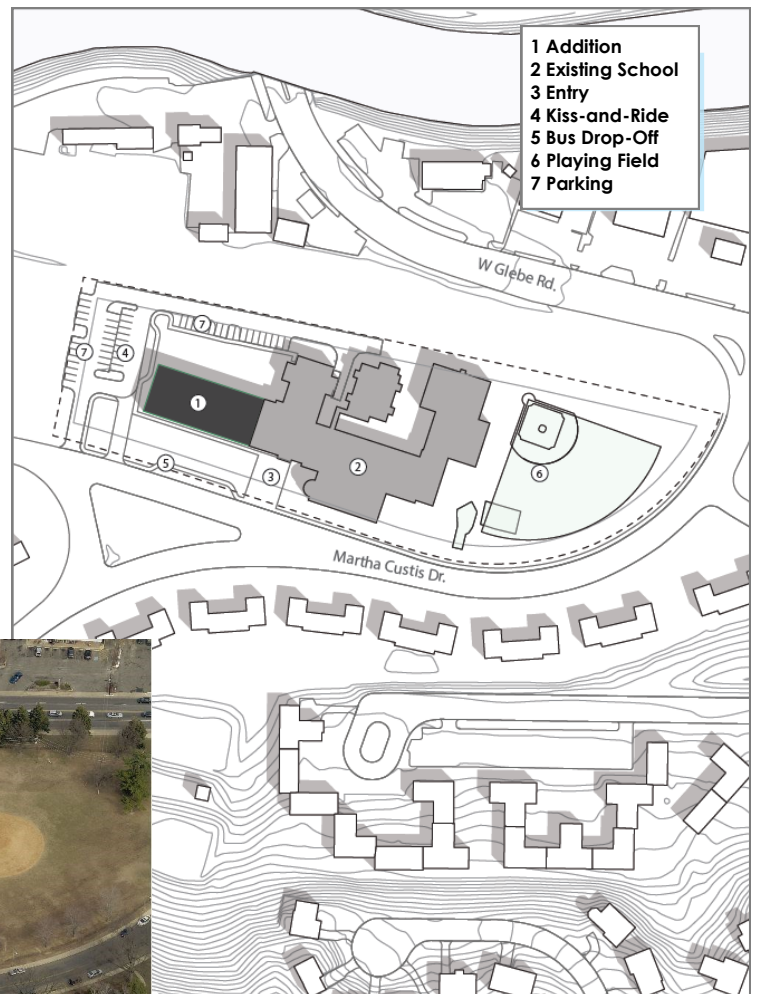 1 Addition
2 Existing School
3 Entry
4 Kiss-and-Ride
5 Bus Drop-Off
6 Playing Field
7 Parking
W Glebe Rd.
7
7
4
1
2
5
3
6
Martha Custis Dr.